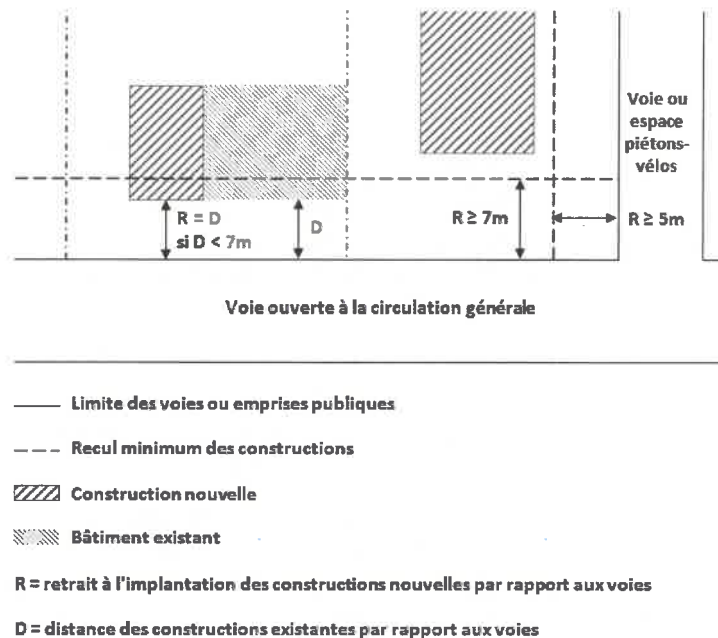 Voie ou
espace
piétons-
vélos
R = D
si D < 7m
D
R ≥ 7m
R ≥ 5m
Voie ouverte à la circulation générale
Limite des voies ou emprises publiques
Recul minimum des constructions
Construction nouvelle
Bâtiment existant
R = retrait à l'implantation des constructions nouvelles par rapport aux voies
D = distance des constructions existantes par rapport aux voies